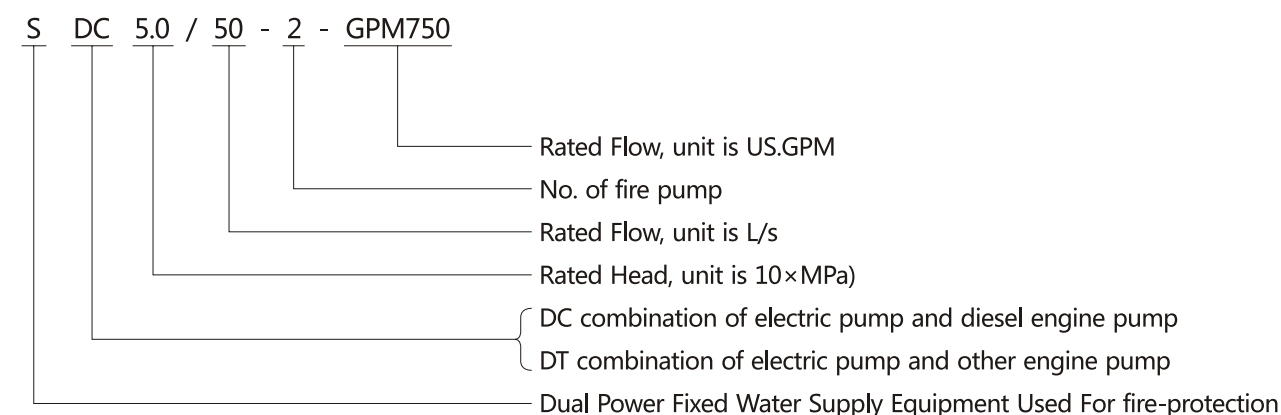 S DC 5.0 / 50 - 2 - GPM750
Rated Flow, unit is US.GPM
No. of fire pump
Rated Flow, unit is L/s
Rated Head, unit is 10×MPa)
DC combination of electric pump and diesel engine pump
DT combination of electric pump and other engine pump
Dual Power Fixed Water Supply Equipment Used For fire-protection